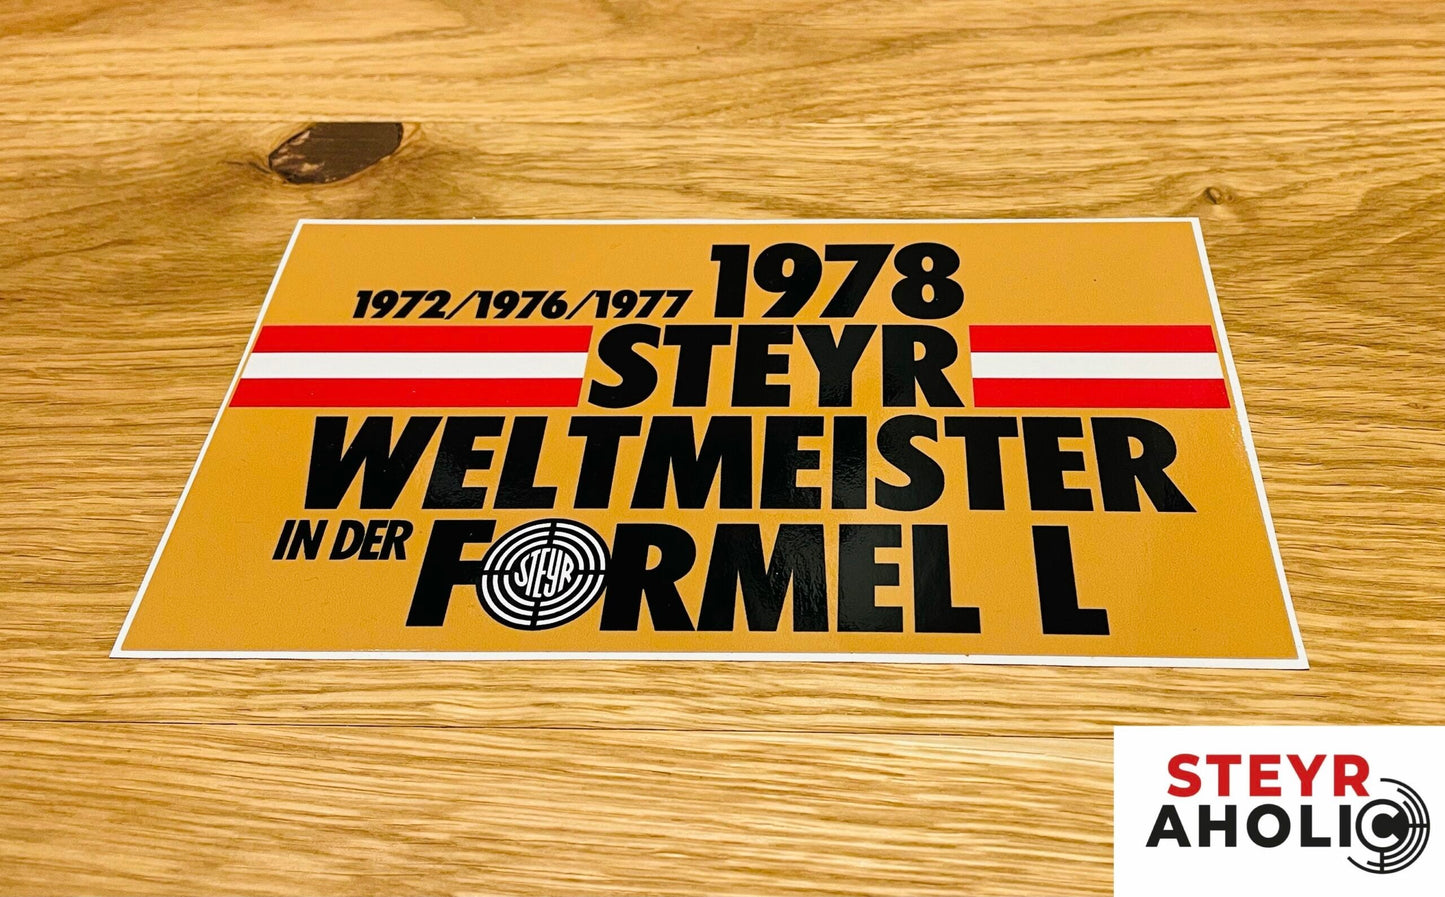 1972/1976/1977 1978
STEYR
WELTMEISTER
IN DER FORMEL L
STEYR
STEYR
AHOLIC